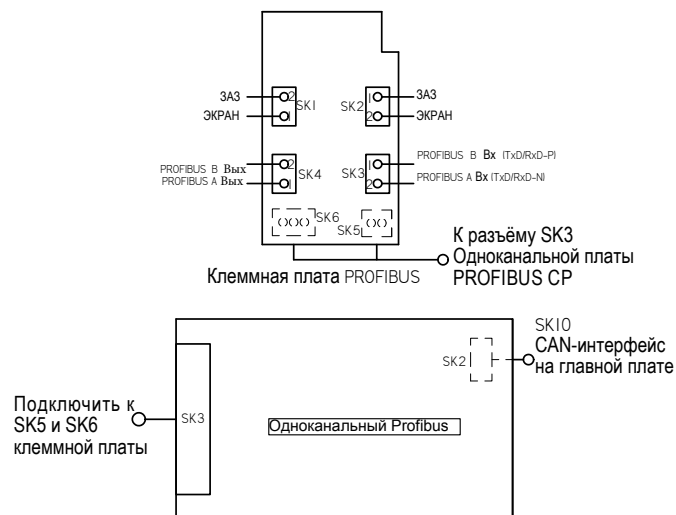 ЗАЗ
2
SK1
SK2
1
ЗАЗ
ЭКРАН
1
2
ЭКРАН
PROFIBUS B Вых
2
SK4
SK3
1
PROFIBUS B Вх (TxD/RxD-P)
PROFIBUS A Вых
1
2
PROFIBUS A Вх (TxD/RxD-N)
SK6
SK5
Клеммная плата PROFIBUS
К разъёму SK3
Одноканальной платы
PROFIBUS CP
SK10
CAN-интерфейс
на главной плате
SK2
Подключить к
SK5 и SK6
клеммной платы
SK3
Одноканальный Profibus